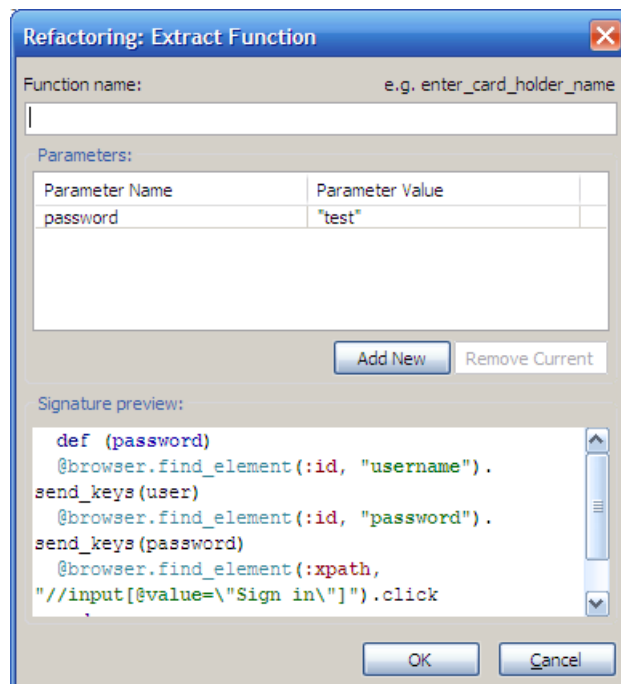 Refactoring: Extract Function
Function name: e.g. enter_card_holder_name
Parameters:
Parameter Name Parameter Value
password "test"
Add New Remove Current
Signature preview:
def (password)
@browser.find_element(:id, "username").
send_keys(user)
@browser.find_element(:id, "password").
send_keys(password)
@browser.find_element(:xpath,
"//input[@value=\"Sign in\"]").click
OK Cancel